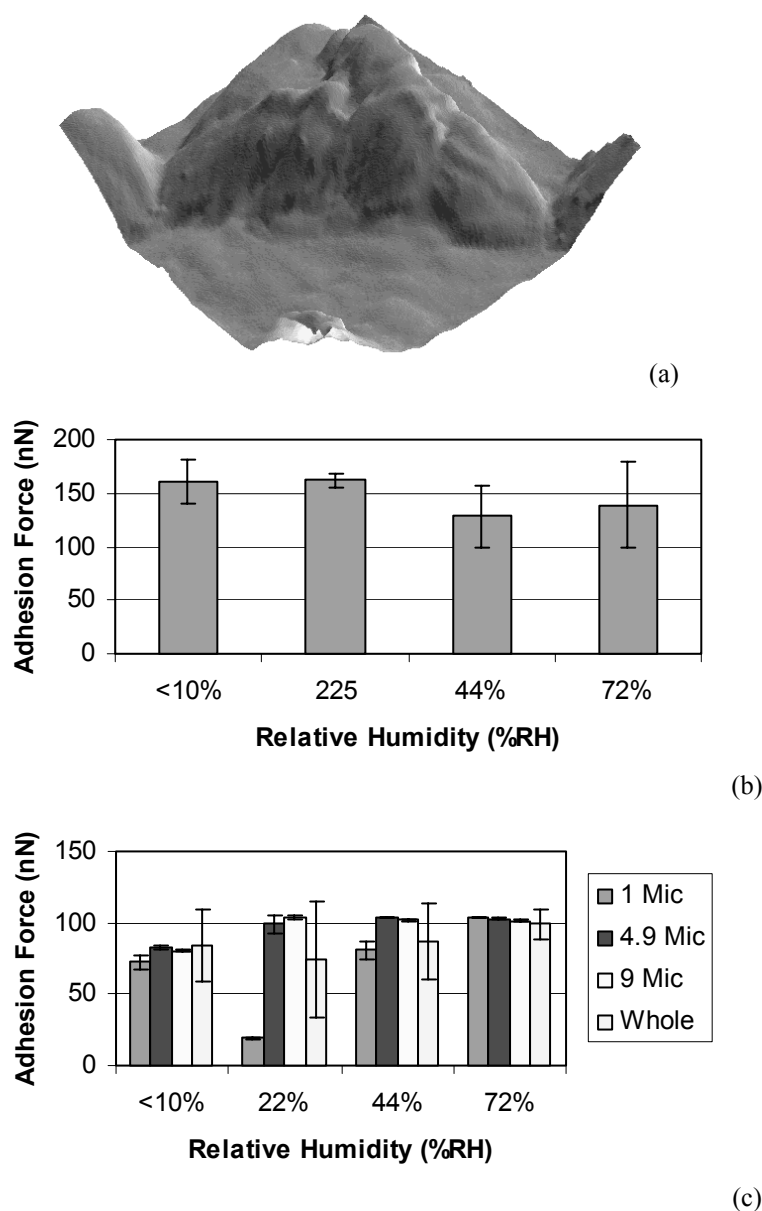 (a)
200
150
100
50
0
Adhesion Force (nN)
<10% 225 44% 72%
Relative Humidity (%RH)
(b)
150
100
50
0
Adhesion Force (nN)
<10% 22% 44% 72%
Relative Humidity (%RH)
1 Mic
4.9 Mic
9 Mic
Whole
(c)